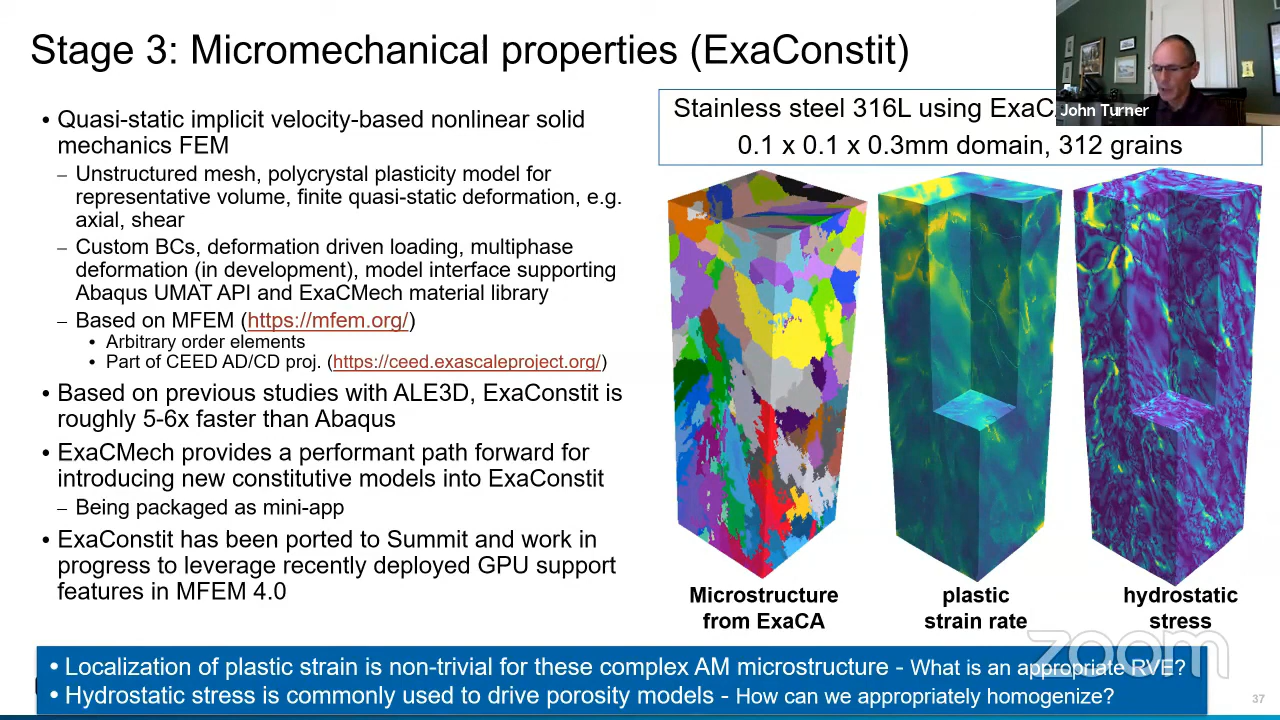 Stage 3: Micromechanical properties (ExaConstit)
John Turner
• Quasi-static implicit velocity-based nonlinear solid
mechanics FEM
– Unstructured mesh, polycrystal plasticity model for
representative volume, finite quasi-static deformation, e.g.
axial, shear
– Custom BCs, deformation driven loading, multiphase
deformation (in development), model interface supporting
Abaqus UMAT API and ExaCMech material library
– Based on MFEM (https://mfem.org/)
• Arbitrary order elements
• Part of CEED AD/CD proj. (https://ceed.exascaleproject.org/)
• Based on previous studies with ALE3D, ExaConstit is
roughly 5-6x faster than Abaqus
• ExaCMech provides a performant path forward for
introducing new constitutive models into ExaConstit
– Being packaged as mini-app
• ExaConstit has been ported to Summit and work in
progress to leverage recently deployed GPU support
features in MFEM 4.0
Stainless steel 316L using
0.1 x 0.1 x 0.3mm domain, 312 grains
Microstructure
from ExaCA
plastic
strain rate
hydrostatic
stress
zoom
• Localization of plastic strain is non-trivial for these complex AM microstructure - What is an appropriate RVE?
• Hydrostatic stress is commonly used to drive porosity models - How can we appropriately homogenize?
37